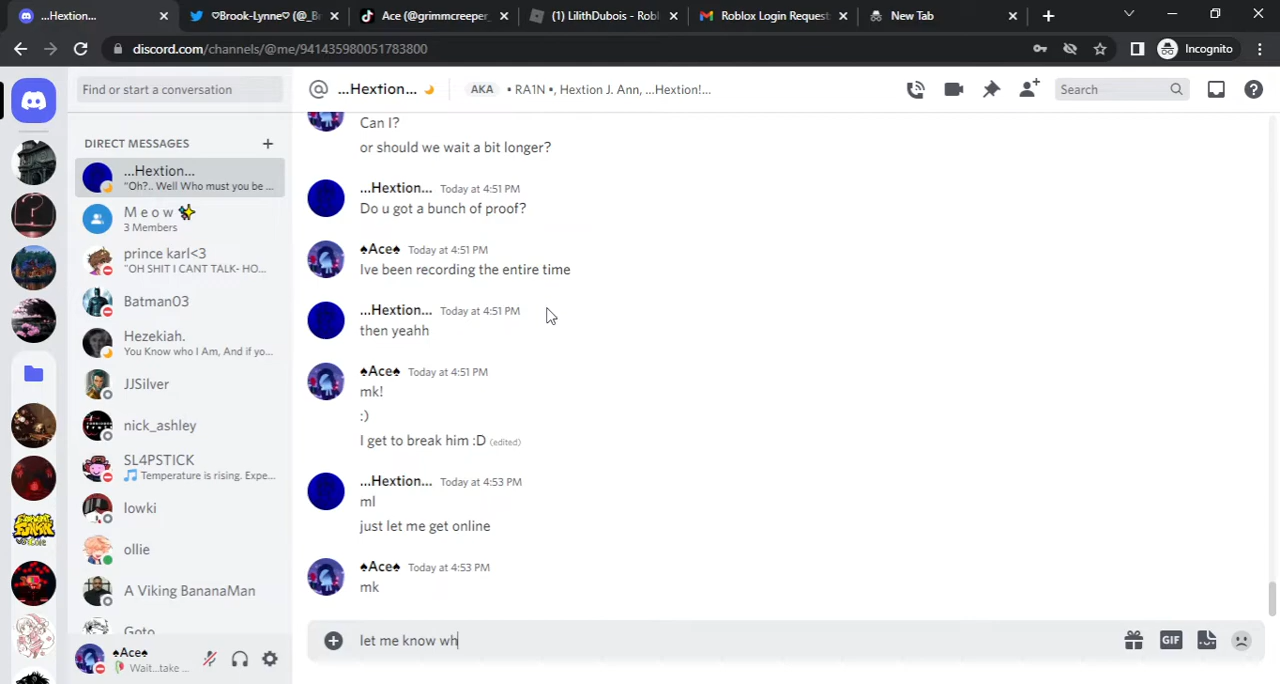 ...Hextion...
♡Brook-Lynne♡ (@_B
Ace (@grimmcreeper_
(1) LilithDubois - Robl
Roblox Login Request
New Tab
discord.com/channels/@me/941435980051783800
Incognito
Find or start a conversation
...Hextion...
AKA
• RA1N •, Hextion J. Ann, ...Hextion!...
Search
DIRECT MESSAGES
...Hextion...
"Oh?.. Well Who must you be ...
M e o w ✨
3 Members
prince karl<3
"OH SHIT I CANT TALK- HO...
Batman03
Hezekiah.
You Know who I Am, And if yo...
JJSilver
nick_ashley
SL4PSTICK
🎵 Temperature is rising. Expe...
lowki
ollie
A Viking BananaMan
Goto
♠Ace♠
Wait...take ...
Can I?
or should we wait a bit longer?
...Hextion... Today at 4:51 PM
Do u got a bunch of proof?
♠Ace♠ Today at 4:51 PM
Ive been recording the entire time
...Hextion... Today at 4:51 PM
then yeahh
♠Ace♠ Today at 4:51 PM
mk!
:)
I get to break him :D (edited)
...Hextion... Today at 4:53 PM
ml
just let me get online
♠Ace♠ Today at 4:53 PM
mk
let me know wh
GIF